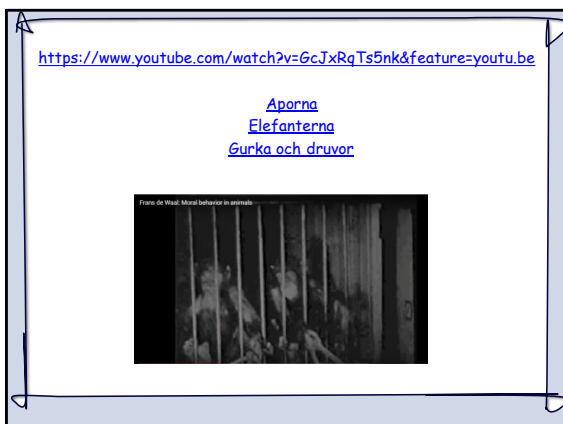 https://www.youtube.com/watch?v=GcJxRqTs5nk&feature=youtu.be
Aporna
Elefanterna
Gurka och druvor
Frans de Waal: Moral behavior in animals